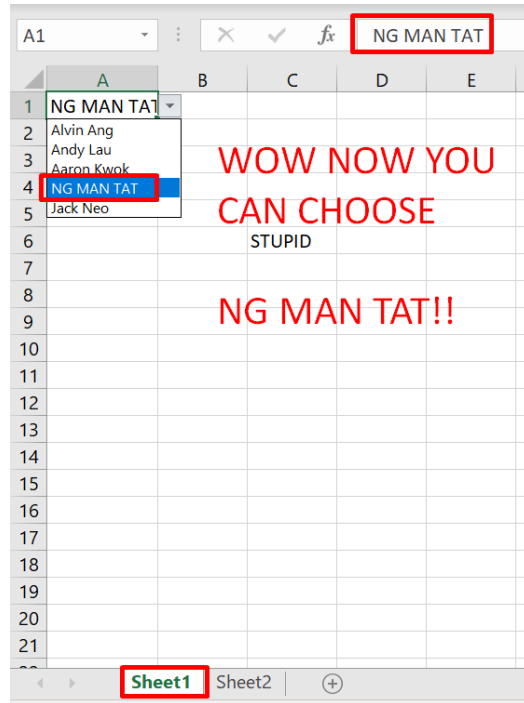 A1 fx NG MAN TAT
A B C D E
1 NG MAN TAT
2 Alvin Ang
3 Andy Lau
Aaron Kwok
WOW NOW YOU
4 NG MAN TAT
5 Jack Neo
CAN CHOOSE
6 STUPID
7
8
NG MAN TAT!!
9
10
11
12
13
14
15
16
17
18
19
20
21
Sheet1 Sheet2